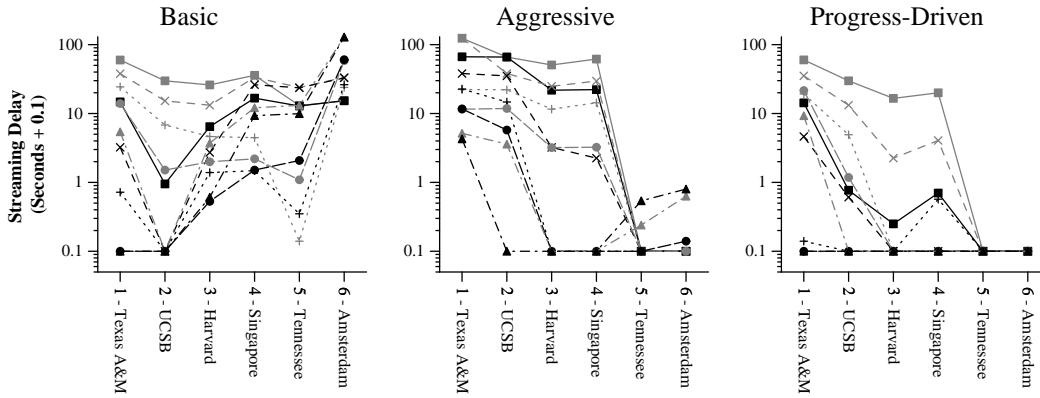 Basic
Aggressive
Progress-Driven
Streaming Delay
(Seconds + 0.1)
100
10
1
0.1
1 - Texas A&M
2 - UCSB
3 - Harvard
4 - Singapore
5 - Tennessee
6 - Amsterdam
100
10
1
0.1
1 - Texas A&M
2 - UCSB
3 - Harvard
4 - Singapore
5 - Tennessee
6 - Amsterdam
100
10
1
0.1
1 - Texas A&M
2 - UCSB
3 - Harvard
4 - Singapore
5 - Tennessee
6 - Amsterdam